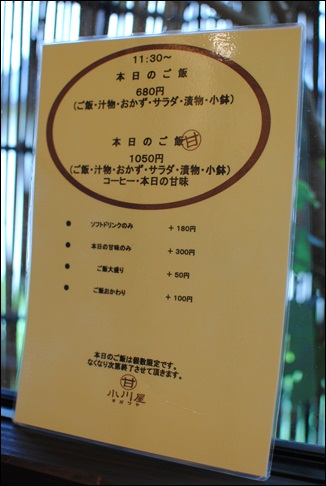 11:30～
本日のご飯
680円
(ご飯・汁物・おかず・サラダ・漬物・小鉢)
本日のご飯 甘
1050円
(ご飯・汁物・おかず・サラダ・漬物・小鉢)
コーヒー・本日の甘味
● ソフトドリンクのみ +180円
● 本日の甘味のみ +300円
● ご飯大盛り +50円
● ご飯おかわり +100円
本日のご飯は個数限定です。
なくなり次第終了させて頂きます。
甘
小川屋